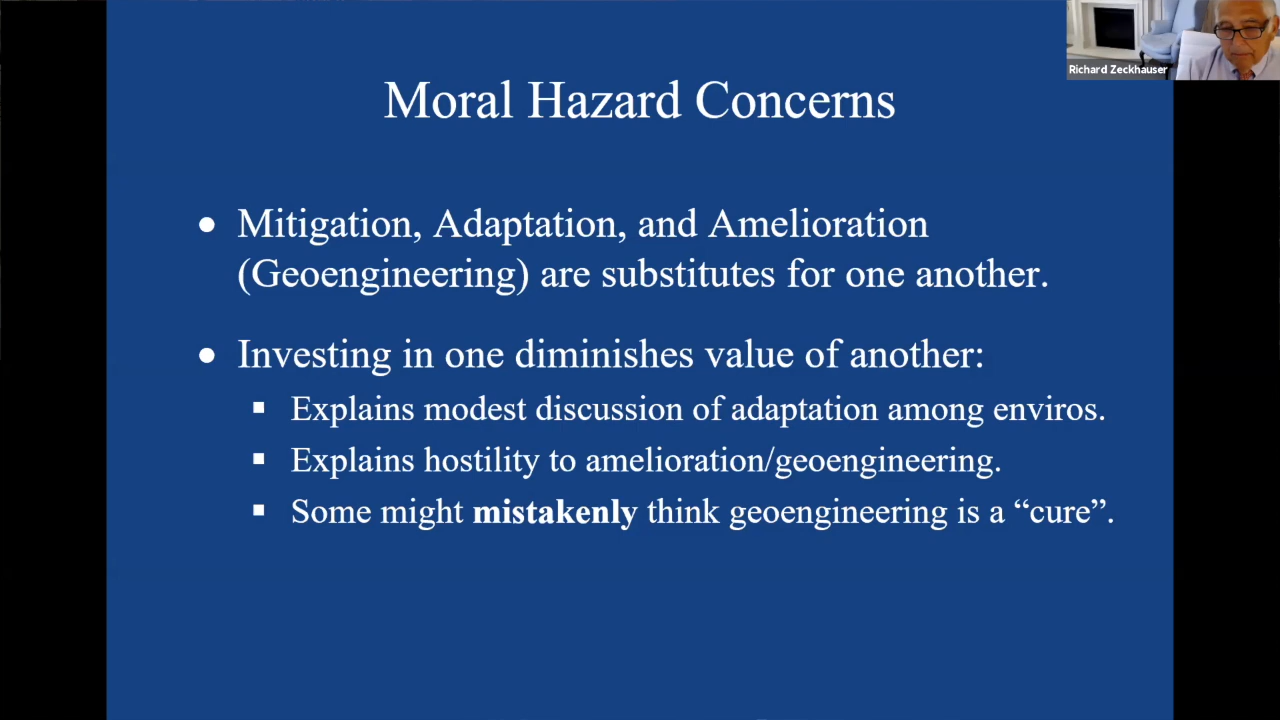 Richard Zeckhauser
Moral Hazard Concerns
• Mitigation, Adaptation, and Amelioration
(Geoengineering) are substitutes for one another.
• Investing in one diminishes value of another:
▪ Explains modest discussion of adaptation among enviros.
▪ Explains hostility to amelioration/geoengineering.
▪ Some might mistakenly think geoengineering is a “cure”.